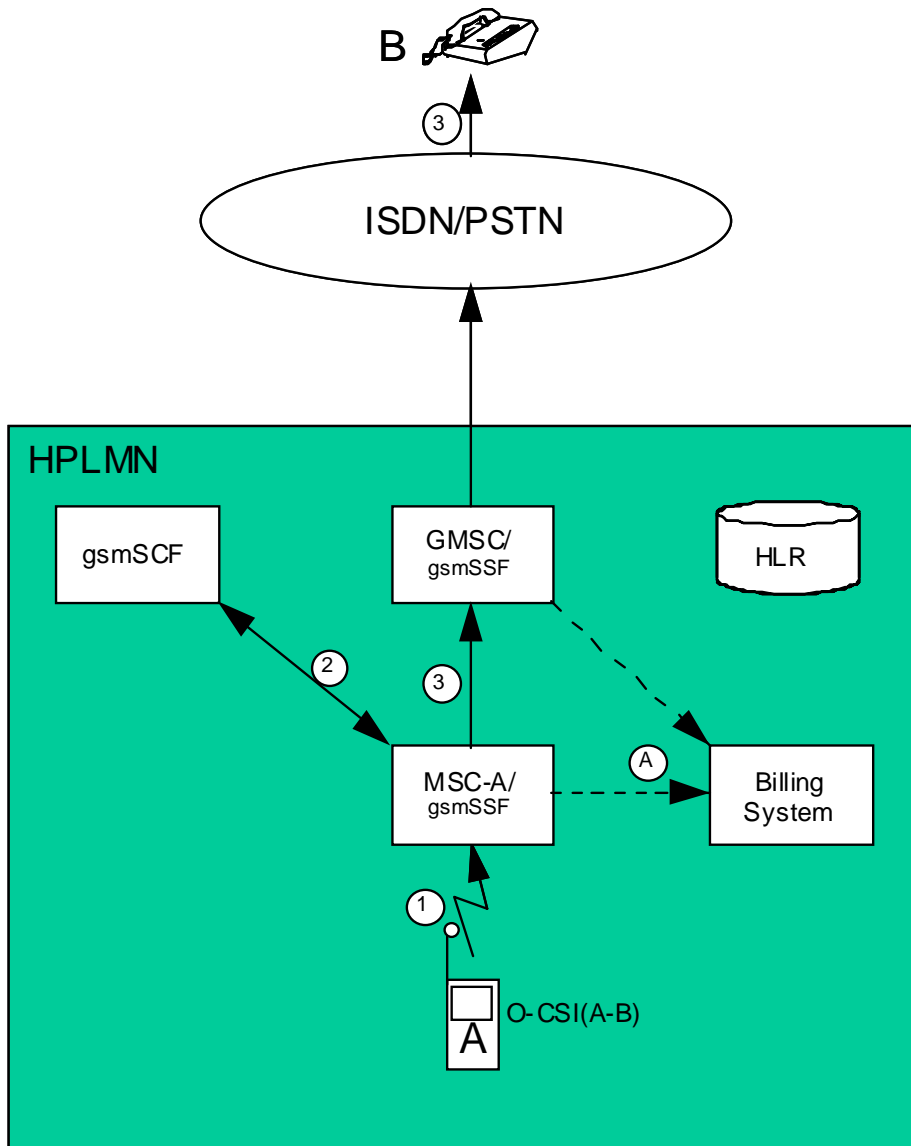 B
3
ISDN/PSTN
HPLMN
gsmSCF
GMSC/
gsmSSF
HLR
2
3
A
MSC-A/
gsmSSF
Billing
System
1
O-CSI(A-B)
A